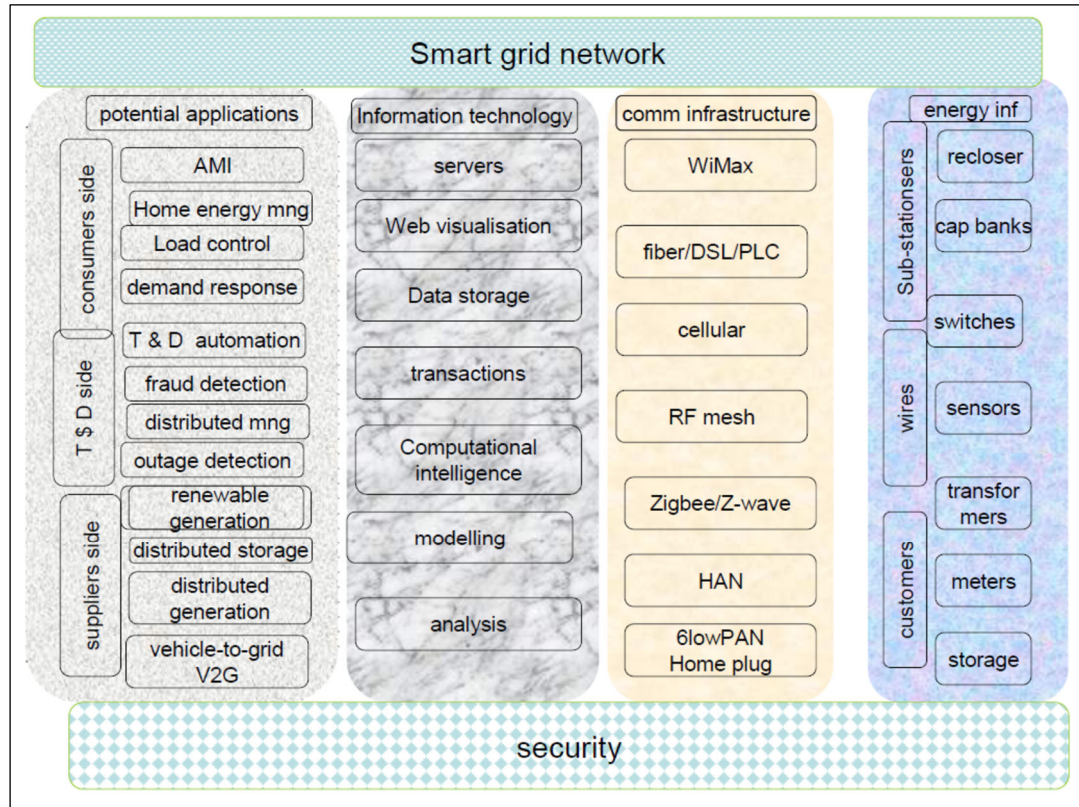 Smart grid network
potential applications
consumers side
AMI
Home energy mng
Load control
demand response
T $ D side
T & D automation
fraud detection
distributed mng
outage detection
suppliers side
renewable
generation
distributed storage
distributed
generation
vehicle-to-grid
V2G
Information technology
servers
Web visualisation
Data storage
transactions
Computational
intelligence
modelling
analysis
comm infrastructure
WiMax
fiber/DSL/PLC
cellular
RF mesh
Zigbee/Z-wave
HAN
6lowPAN
Home plug
energy inf
Sub-stationsers
recloser
cap banks
switches
wires
sensors
transfor
mers
customers
meters
storage
security